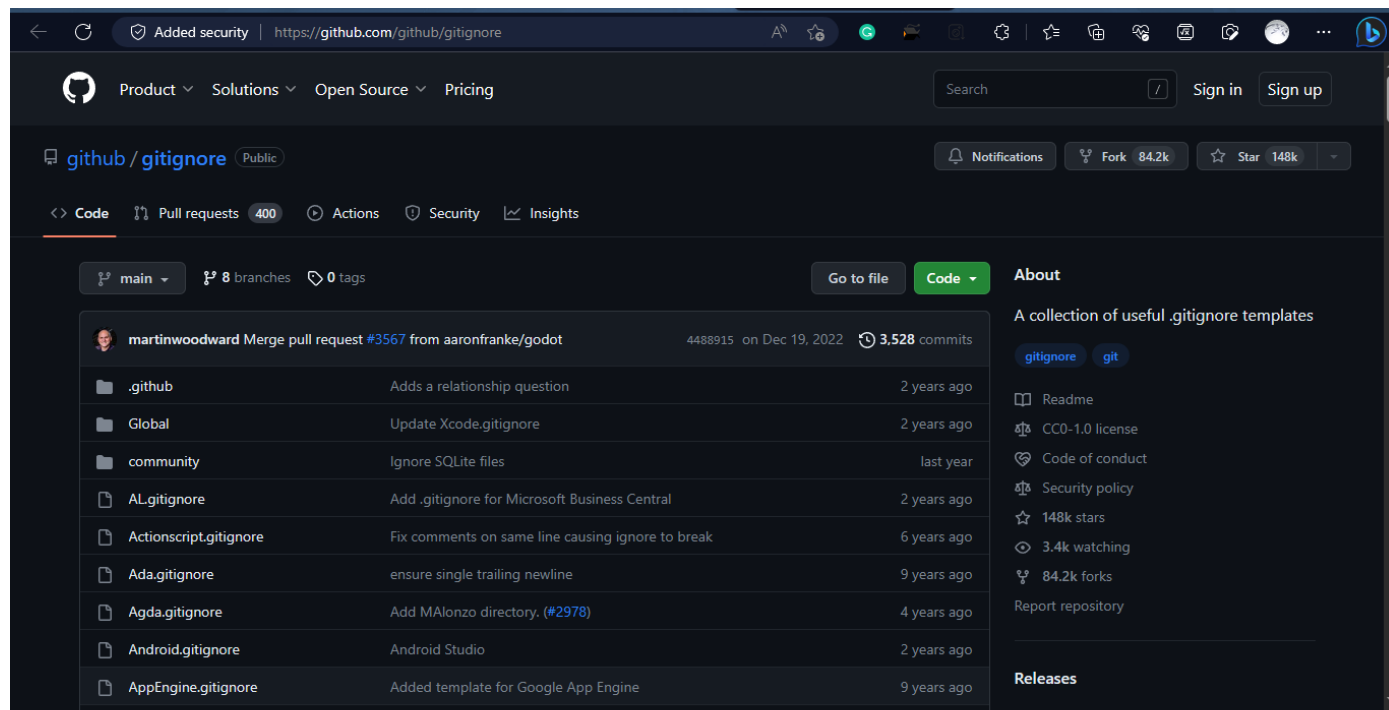 Added security https://github.com/github/gitignore
Product Solutions Open Source Pricing Search / Sign in Sign up
github / gitignore Public Notifications Fork 84.2k Star 148k
Code Pull requests 400 Actions Security Insights
main 8 branches 0 tags Go to file Code About
A collection of useful .gitignore templates
martinwoodward Merge pull request #3567 from aaronfranke/godot 4488915 on Dec 19, 2022 3,528 commits
gitignore git
.github Adds a relationship question 2 years ago
Readme
Global Update Xcode.gitignore 2 years ago
CC0-1.0 license
community Ignore SQLite files last year
Code of conduct
Security policy
AL.gitignore Add .gitignore for Microsoft Business Central 2 years ago
148k stars
Actionscript.gitignore Fix comments on same line causing ignore to break 6 years ago
3.4k watching
Ada.gitignore ensure single trailing newline 9 years ago
84.2k forks
Agda.gitignore Add MAlonzo directory. (#2978) 4 years ago
Report repository
Android.gitignore Android Studio 2 years ago
Releases
AppEngine.gitignore Added template for Google App Engine 9 years ago